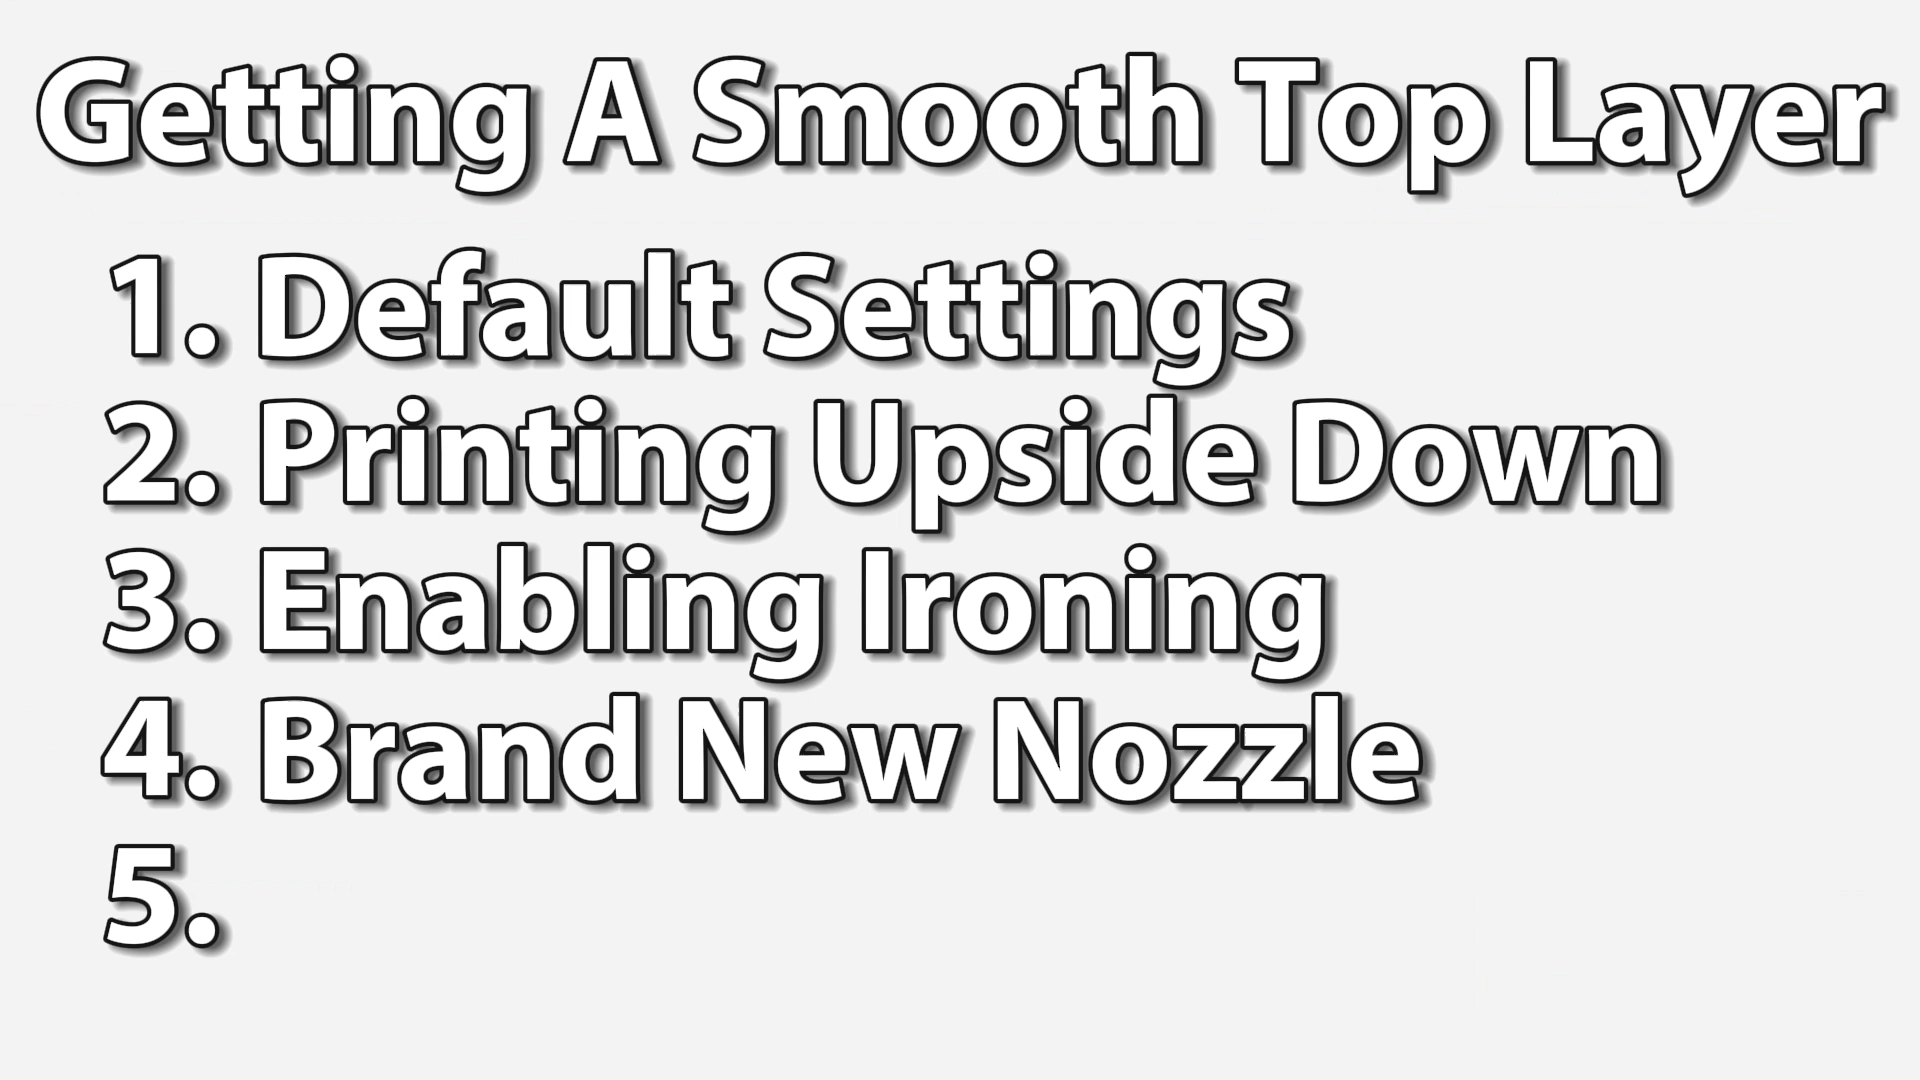 Getting A Smooth Top Layer
1. Default Settings
2. Printing Upside Down
3. Enabling Ironing
4. Brand New Nozzle
5.